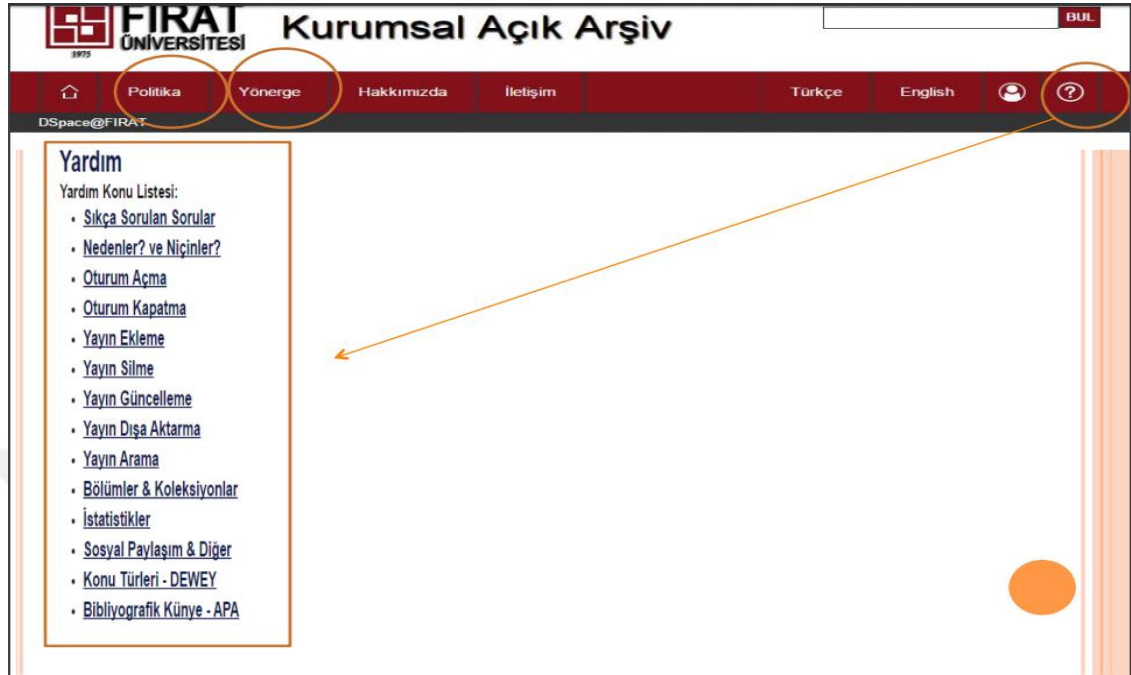 FIRAT
ÜNİVERSİTESİ
1975
Kurumsal Açık Arşiv
BUL
Politika
Yönerge
Hakkımızda
İletişim
Türkçe
English
?
DSpace@FIRAT
Yardım
Yardım Konu Listesi:
• Sıkça Sorulan Sorular
• Nedenler? ve Niçinler?
• Oturum Açma
• Oturum Kapatma
• Yayın Ekleme
• Yayın Silme
• Yayın Güncelleme
• Yayın Dışa Aktarma
• Yayın Arama
• Bölümler & Koleksiyonlar
• İstatistikler
• Sosyal Paylaşım & Diğer
• Konu Türleri - DEWEY
• Bibliyografik Künye - APA